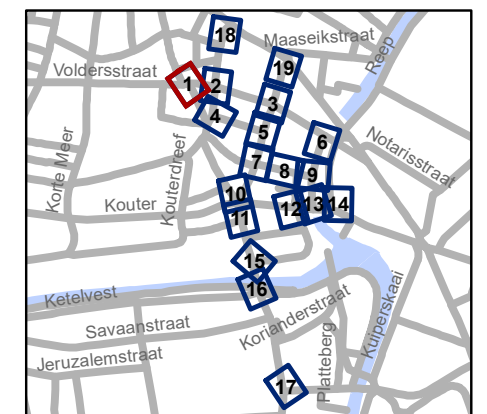 18
Maaseikstraat
Reep
19
Voldersstraat
1
2
3
4
5
6
Notarisstraat
Korte Meer
Kouterdreef
7
8
9
10
Kouter
11
12
13
14
15
16
Ketelvest
Savaanstraat
Korianderstraat
Kuiperskaai
Platteberg
Jeruzalemstraat
17